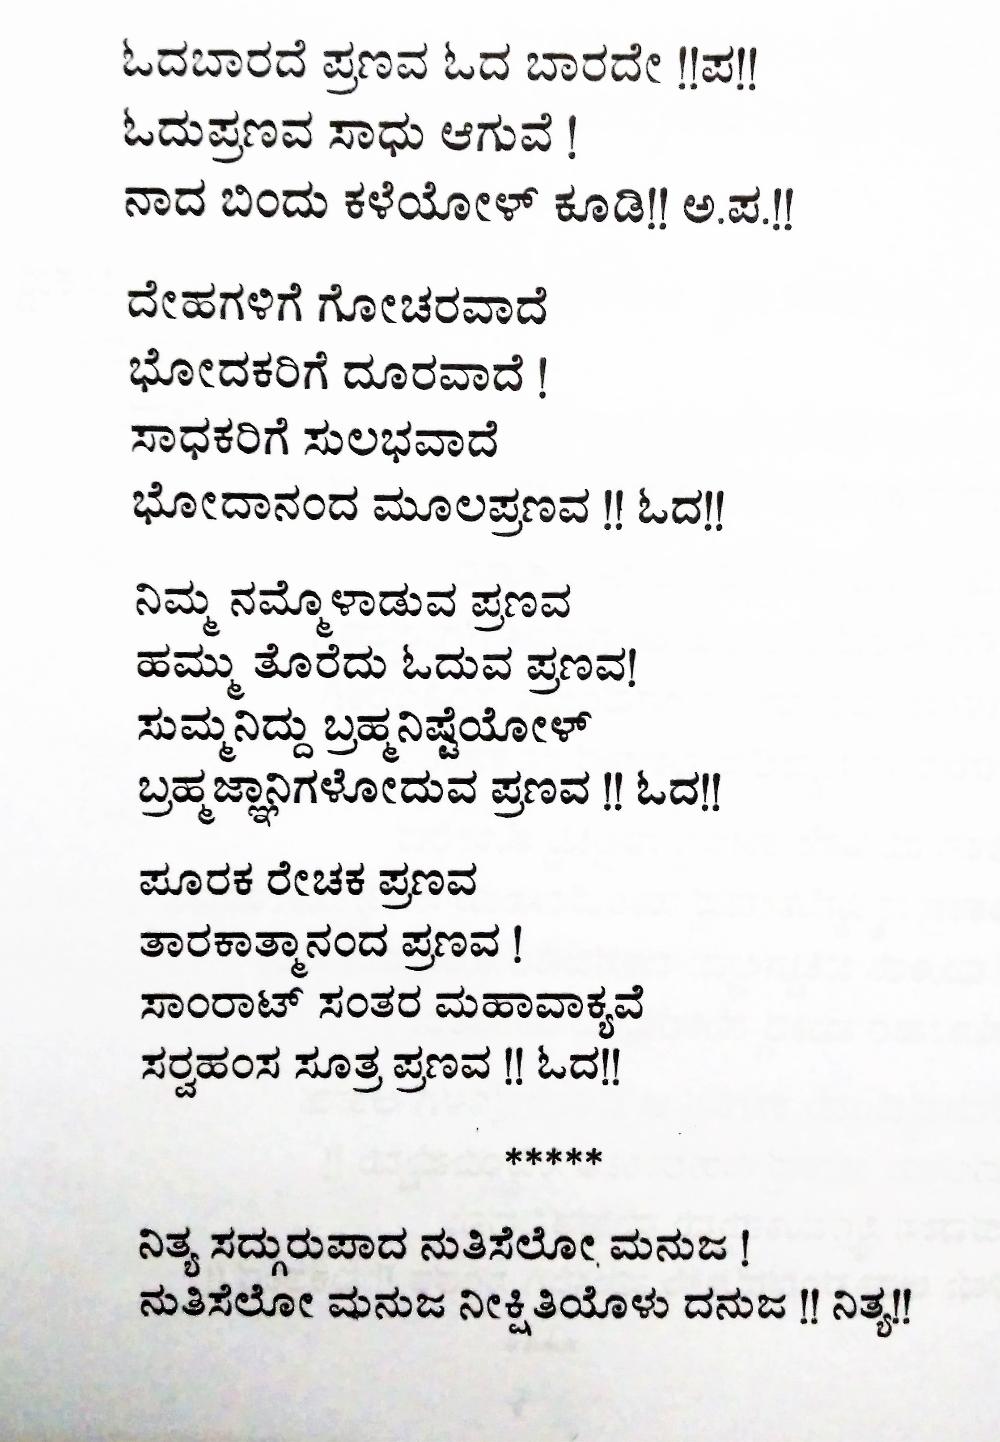 ಓದಬಾರದೆ ಪ್ರಣವ ಓದ ಬಾರದೇ !!ಪ!!
ಓದುಪ್ರಣವ ಸಾಧು ಆಗುವೆ !
ನಾದ ಬಿಂದು ಕಳೆಯೋಳ್ ಕೂಡಿ!! ಅ.ಪ.!!
ದೇಹಗಳಿಗೆ ಗೋಚರವಾದೆ
ಭೋದಕರಿಗೆ ದೂರವಾದೆ !
ಸಾಧಕರಿಗೆ ಸುಲಭವಾದೆ
ಭೋದಾನಂದ ಮೂಲಪ್ರಣವ !! ಓದ!!
ನಿಮ್ಮ ನಮ್ಮೊಳಾಡುವ ಪ್ರಣವ
ಹಮ್ಮು ತೊರೆದು ಓದುವ ಪ್ರಣವ!
ಸುಮ್ಮನಿದ್ದು ಬ್ರಹ್ಮನಿಷ್ಟೆಯೋಳ್
ಬ್ರಹ್ಮಜ್ಞಾನಿಗಳೋದುವ ಪ್ರಣವ !! ಓದ!!
ಪೂರಕ ರೇಚಕ ಪ್ರಣವ
ತಾರಕಾತ್ಮಾನಂದ ಪ್ರಣವ !
ಸಾಂರಾಟ್ ಸಂತರ ಮಹಾವಾಕ್ಯವೆ
ಸರ‍್ವಹಂಸ ಸೂತ್ರ ಪ್ರಣವ !! ಓದ!!
*****
ನಿತ್ಯ ಸದ್ಗುರುಪಾದ ನುತಿಸೆಲೋ ಮನುಜ !
ನುತಿಸೆಲೋ ಮನುಜ ನೀಕ್ಷಿತಿಯೊಳು ದನುಜ !! ನಿತ್ಯ!!